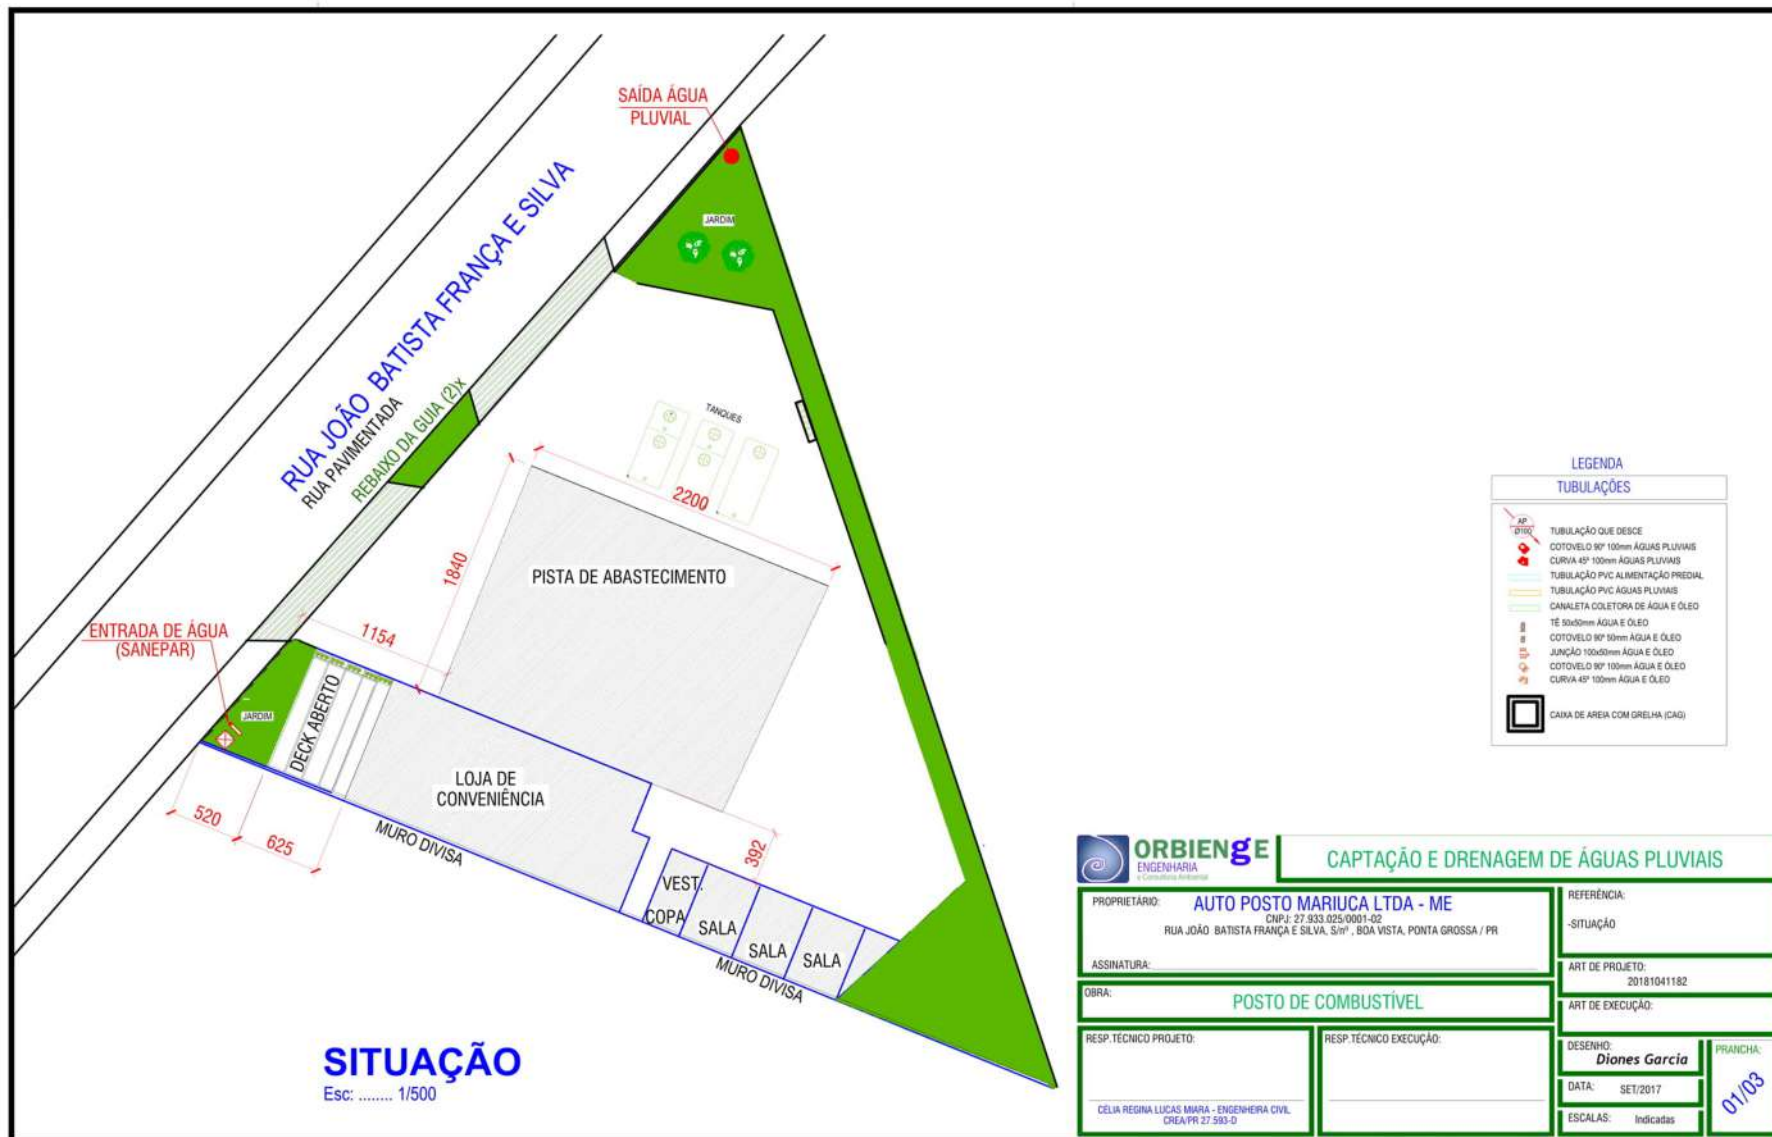 SAÍDA ÁGUA
PLUVIAL
JARDIM
RUA JOÃO BATISTA FRANÇA E SILVA
RUA PAVIMENTADA
REBAIXO DA GUIA (2)x
TANQUES
2200
1840
PISTA DE ABASTECIMENTO
ENTRADA DE ÁGUA
(SANEPAR)
1154
JARDIM
DECK ABERTO
LOJA DE
CONVENIÊNCIA
520
625
MURO DIVISA
392
VEST.
COPA
SALA
SALA
SALA
MURO DIVISA
SITUAÇÃO
Esc: ........ 1/500
LEGENDA
TUBULAÇÕES
AP
Ø100
TUBULAÇÃO QUE DESCE
COTOVELO 90º 100mm ÁGUAS PLUVIAIS
CURVA 45º 100mm ÁGUAS PLUVIAIS
TUBULAÇÃO PVC ALIMENTAÇÃO PREDIAL
TUBULAÇÃO PVC ÁGUAS PLUVIAIS
CANALETA COLETORA DE ÁGUA E ÓLEO
TÊ 50x50mm ÁGUA E ÓLEO
COTOVELO 90º 50mm ÁGUA E ÓLEO
JUNÇÃO 100x50mm ÁGUA E ÓLEO
COTOVELO 90º 100mm ÁGUA E ÓLEO
CURVA 45º 100mm ÁGUA E ÓLEO
CAIXA DE AREIA COM GRELHA (CAG)
ORBIENGE
ENGENHARIA
e Consultoria Ambiental
CAPTAÇÃO E DRENAGEM DE ÁGUAS PLUVIAIS
PROPRIETÁRIO: AUTO POSTO MARIUCA LTDA - ME
CNPJ: 27.933.025/0001-02
RUA JOÃO BATISTA FRANÇA E SILVA, S/nº , BOA VISTA, PONTA GROSSA / PR
ASSINATURA:
REFERÊNCIA:
-SITUAÇÃO
ART DE PROJETO:
20181041182
OBRA: POSTO DE COMBUSTÍVEL
ART DE EXECUÇÃO:
RESP.TÉCNICO PROJETO:
CÉLIA REGINA LUCAS MIARA - ENGENHEIRA CIVIL
CREA/PR 27.593-D
RESP.TÉCNICO EXECUÇÃO:
DESENHO:
Diones Garcia
DATA: SET/2017
ESCALAS: Indicadas
PRANCHA:
01/03